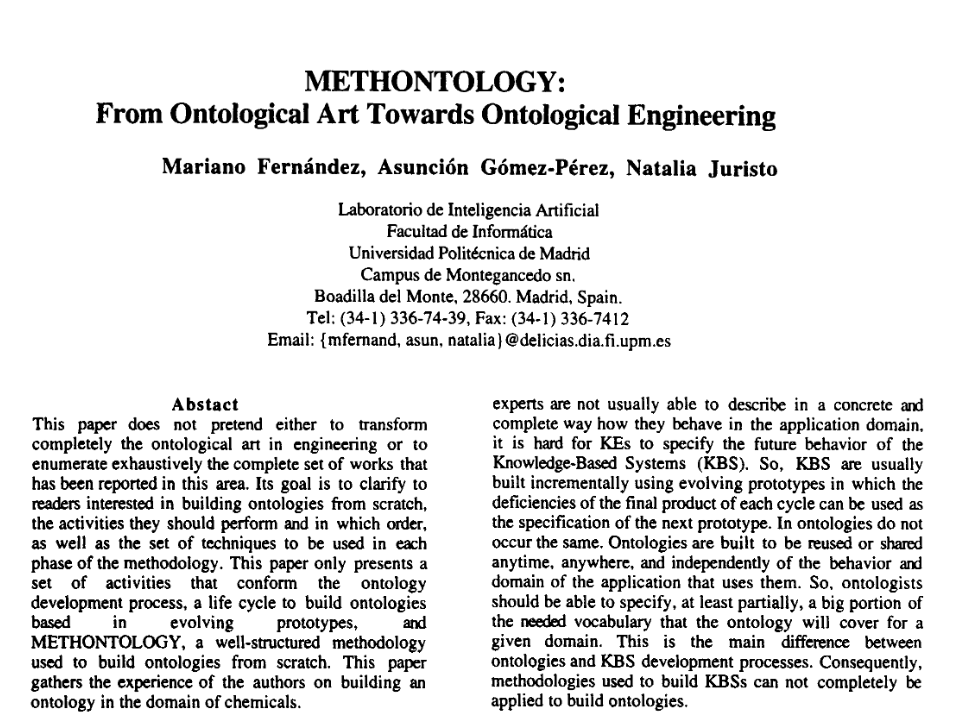 METHONTOLOGY:
From Ontological Art Towards Ontological Engineering
Mariano Fernández, Asunción Gómez-Pérez, Natalia Juristo
Laboratorio de Inteligencia Artificial
Facultad de Informática
Universidad Politécnica de Madrid
Campus de Montegancedo sn.
Boadilla del Monte, 28660. Madrid, Spain.
Tel: (34-1) 336-74-39, Fax: (34-1) 336-7412
Email: {mfernand, asun, natalia}@delicias.dia.fi.upm.es
Abstact
This paper does not pretend either to transform
completely the ontological art in engineering or to
enumerate exhaustively the complete set of works that
has been reported in this area. Its goal is to clarify to
readers interested in building ontologies from scratch,
the activities they should perform and in which order,
as well as the set of techniques to be used in each
phase of the methodology. This paper only presents a
set of activities that conform the ontology
development process, a life cycle to build ontologies
based in evolving prototypes, and
METHONTOLOGY, a well-structured methodology
used to build ontologies from scratch. This paper
gathers the experience of the authors on building an
ontology in the domain of chemicals.
experts are not usually able to describe in a concrete and
complete way how they behave in the application domain,
it is hard for KEs to specify the future behavior of the
Knowledge-Based Systems (KBS). So, KBS are usually
built incrementally using evolving prototypes in which the
deficiencies of the final product of each cycle can be used as
the specification of the next prototype. In ontologies do not
occur the same. Ontologies are built to be reused or shared
anytime, anywhere, and independently of the behavior and
domain of the application that uses them. So, ontologists
should be able to specify, at least partially, a big portion of
the needed vocabulary that the ontology will cover for a
given domain. This is the main difference between
ontologies and KBS development processes. Consequently,
methodologies used to build KBSs can not completely be
applied to build ontologies.